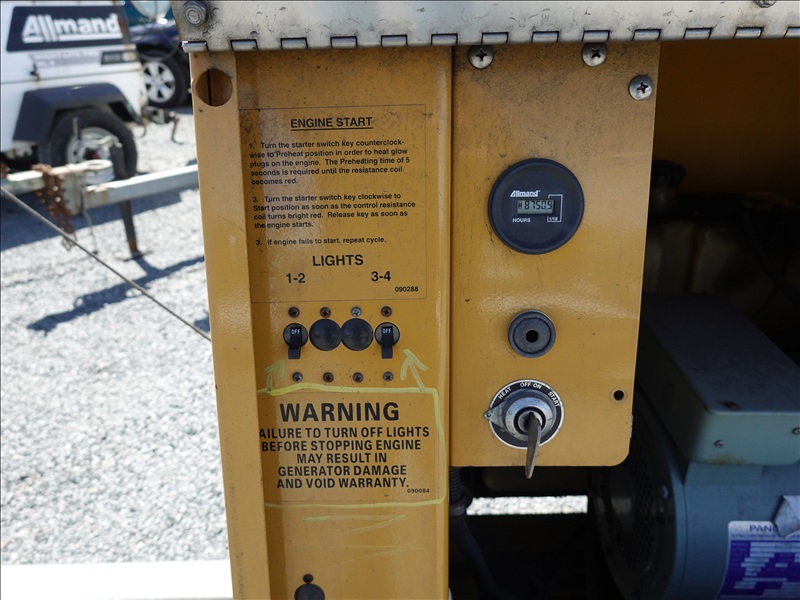 Allmand
ENGINE START
1. Turn the starter switch key counterclock-
wise to Preheat position in order to heat glow
plugs on the engine. The Prehedting time of 5
seconds is required until the resistance coil
becomes red.
2. Turn the starter switch key clockwise to
Start position as soon as the control resistance
coil turns bright red. Release key as soon as
the engine starts.
3. If engine fails to start, repeat cycle.
LIGHTS
1-2 3-4
090288
OFF OFF
WARNING
AILURE TO TURN OFF LIGHTS
BEFORE STOPPING ENGINE
MAY RESULT IN
GENERATOR DAMAGE
AND VOID WARRANTY.
090084
Allmand
HOURS 1/10
HEAT OFF ON START